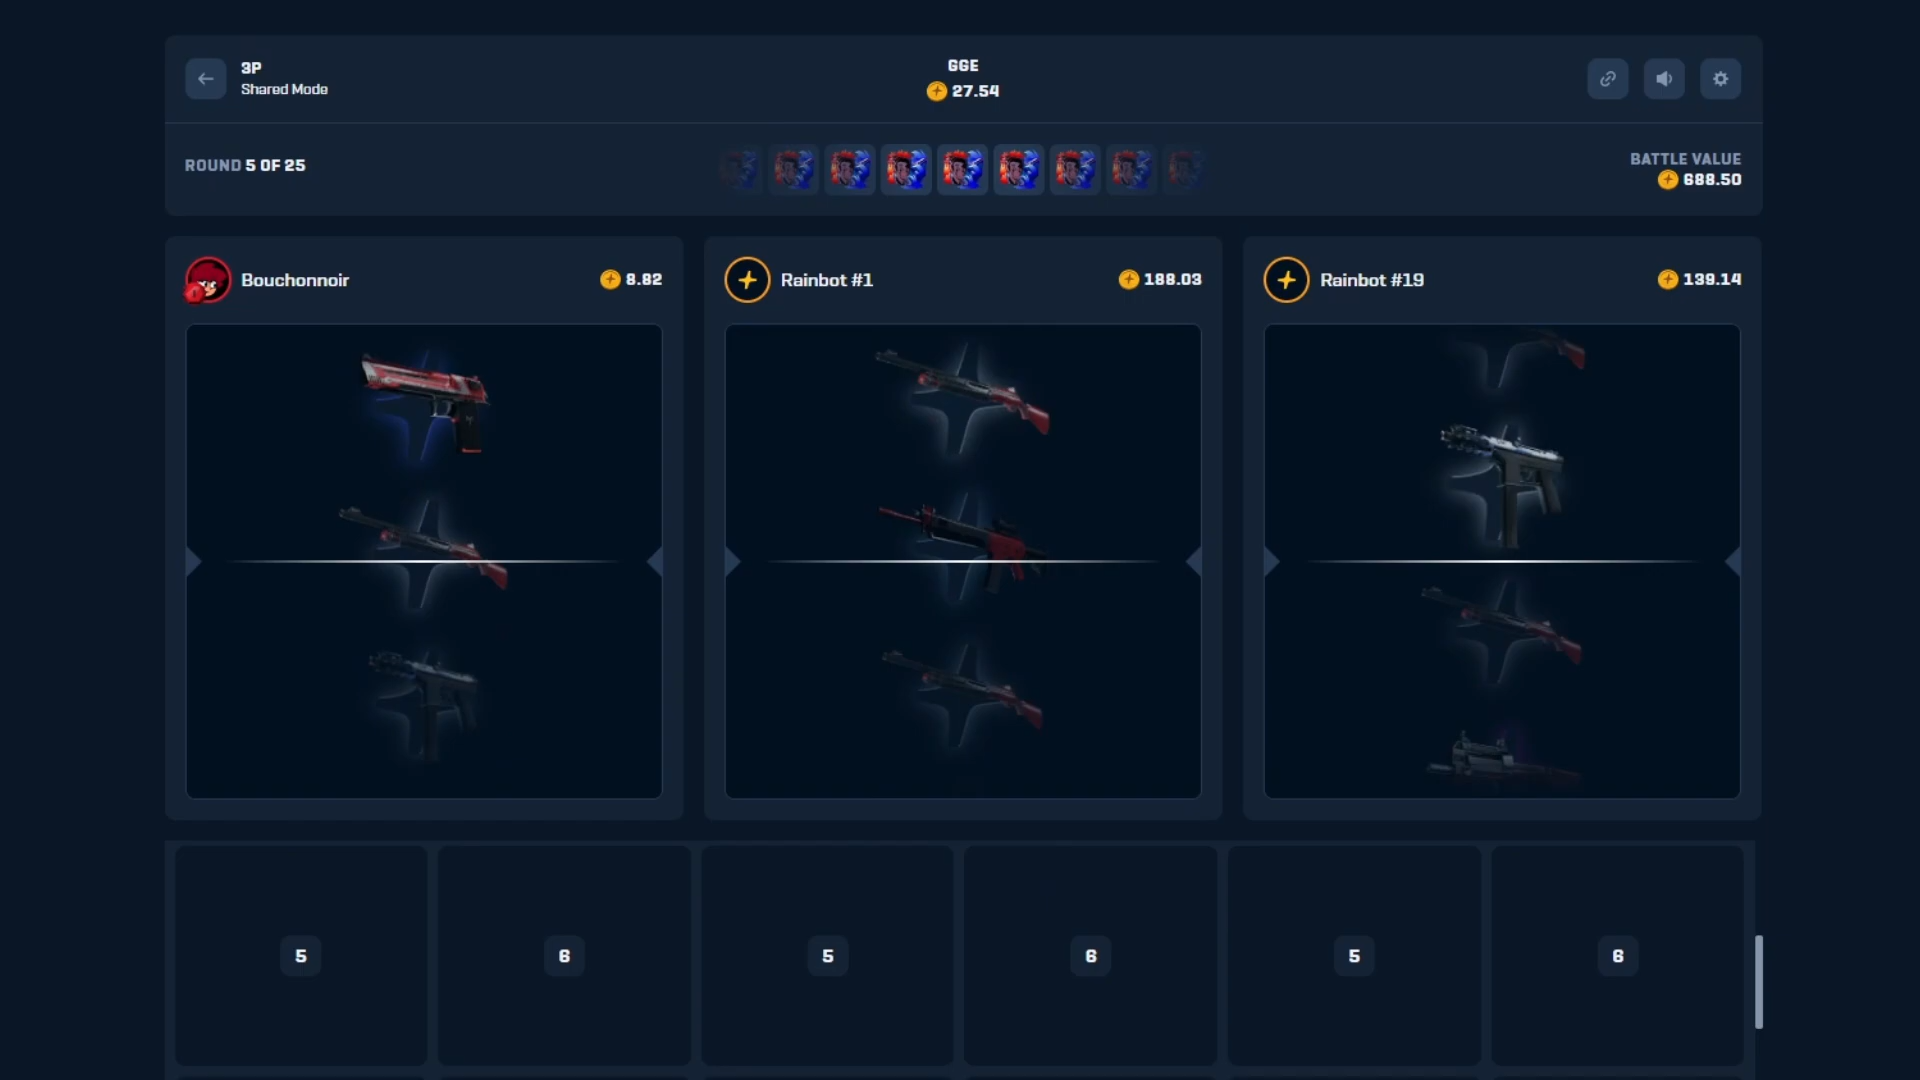 3P
Shared Mode
GGE
27.54
ROUND 5 OF 25
BATTLE VALUE
688.50
Bouchonnoir
8.82
Rainbot #1
188.03
Rainbot #19
139.14
5
6
5
6
5
6